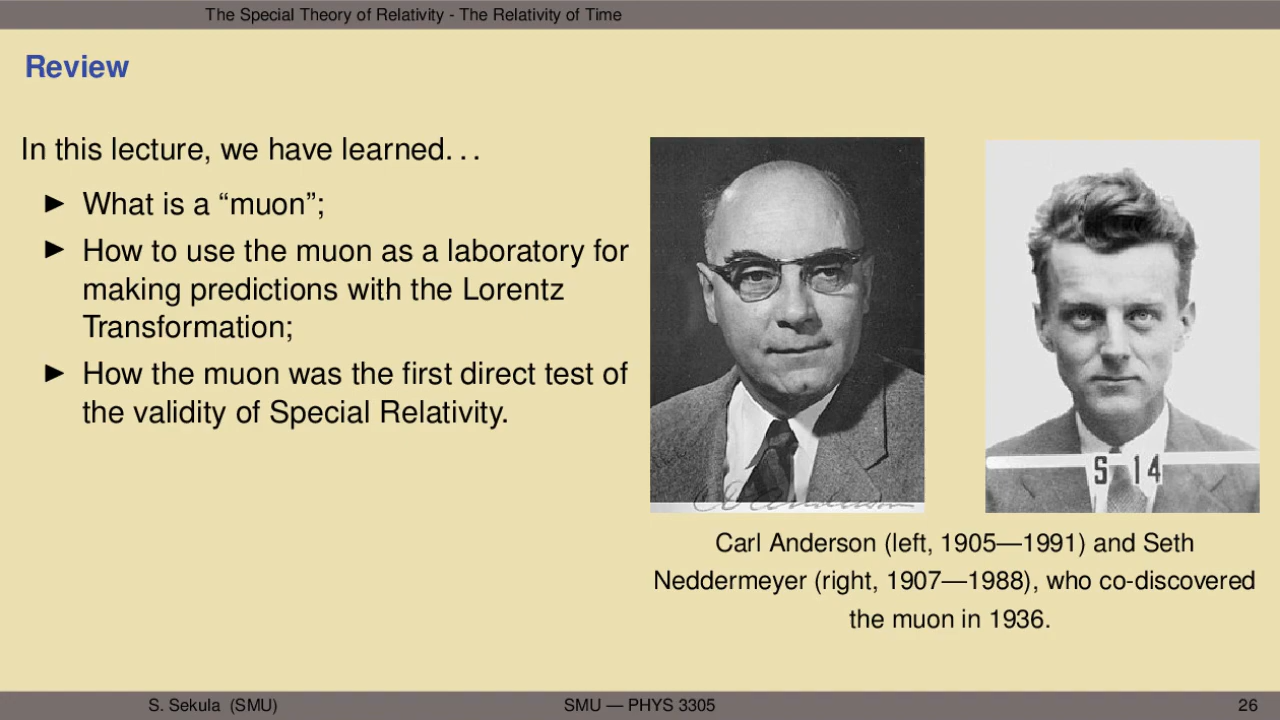 The Special Theory of Relativity - The Relativity of Time
Review
In this lecture, we have learned...
► What is a “muon”;
► How to use the muon as a laboratory for
making predictions with the Lorentz
Transformation;
► How the muon was the first direct test of
the validity of Special Relativity.
S 14
Carl Anderson (left, 1905—1991) and Seth
Neddermeyer (right, 1907—1988), who co-discovered
the muon in 1936.
S. Sekula (SMU)
SMU — PHYS 3305
26